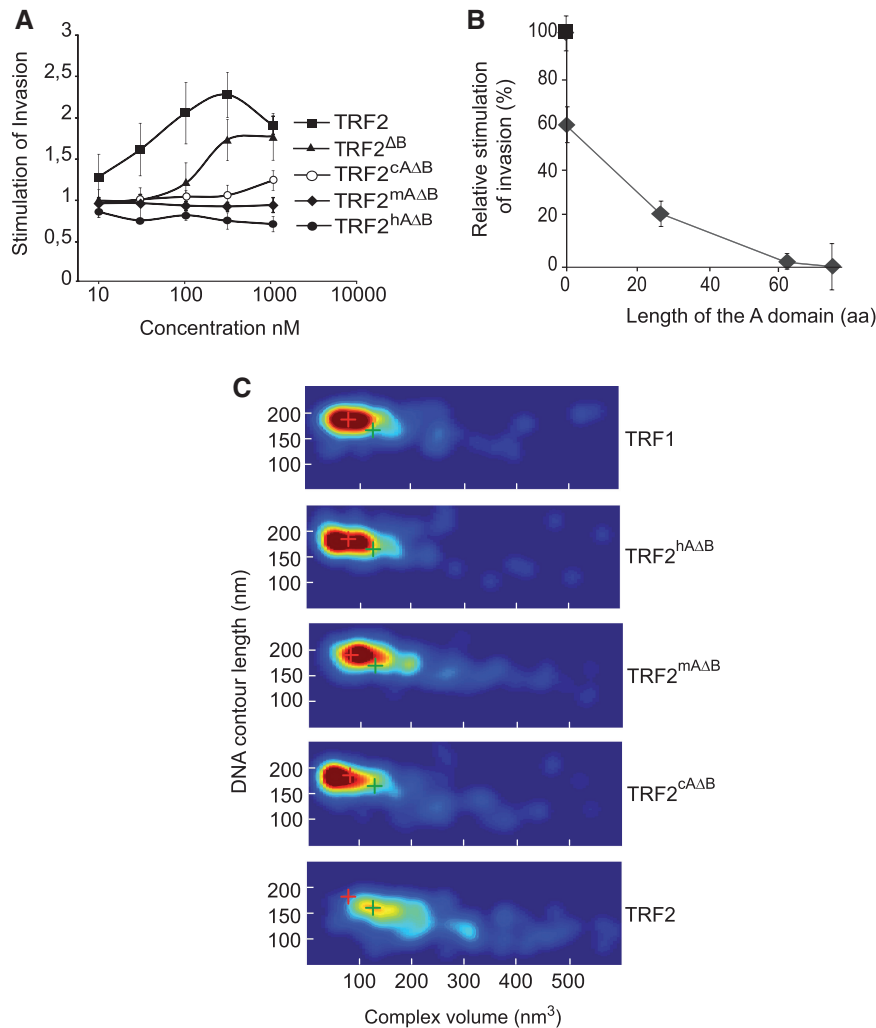 A
3
2,5
2
1,5
1
0,5
0
10
100
1000
10000
Stimulation of Invasion
Concentration nM
TRF2
TRF2ΔB
TRF2cAΔB
TRF2mAΔB
TRF2hAΔB
B
100
80
60
40
20
0
0
20
40
60
Relative stimulation
of invasion (%)
Length of the A domain (aa)
C
200
150
100
TRF1
200
150
100
TRF2hAΔB
200
150
100
TRF2mAΔB
200
150
100
TRF2cAΔB
200
150
100
TRF2
DNA contour length (nm)
100 200 300 400 500
Complex volume (nm3)